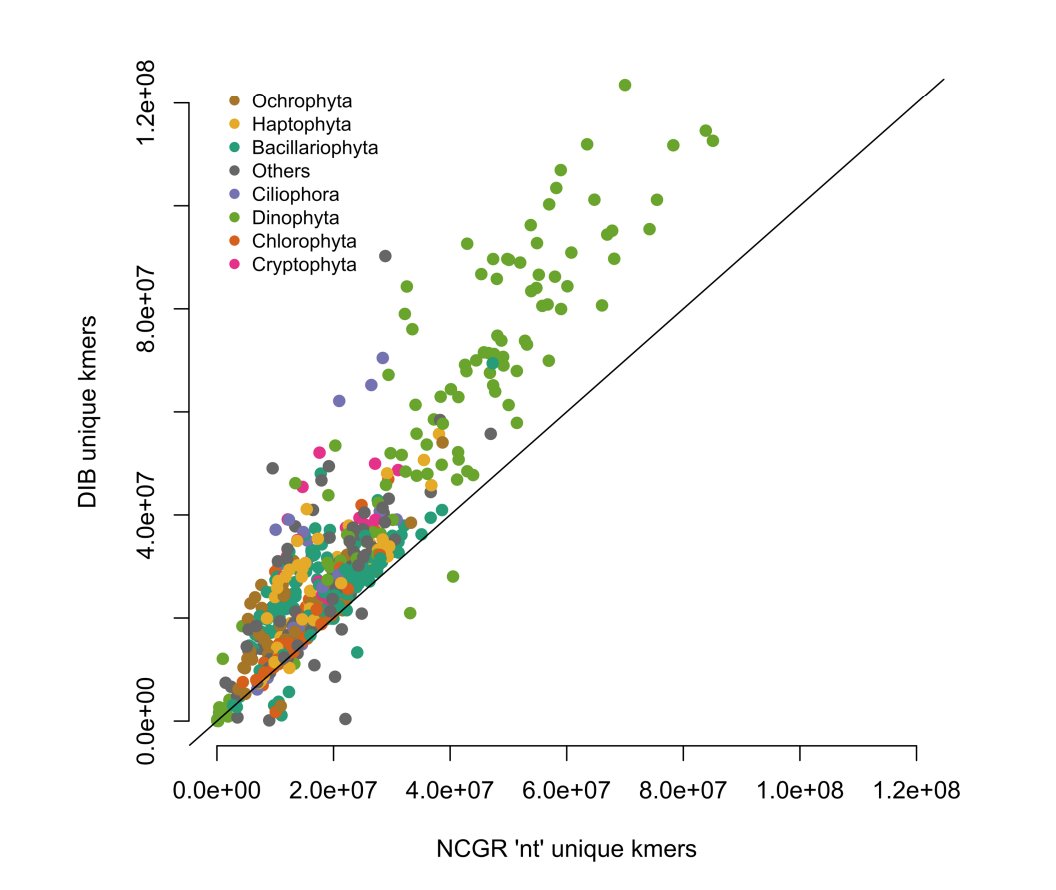 1.2e+08
8.0e+07
4.0e+07
0.0e+00
DIB unique kmers
Ochrophyta
Haptophyta
Bacillariophyta
Others
Ciliophora
Dinophyta
Chlorophyta
Cryptophyta
0.0e+00 2.0e+07 4.0e+07 6.0e+07 8.0e+07 1.0e+08 1.2e+08
NCGR 'nt' unique kmers